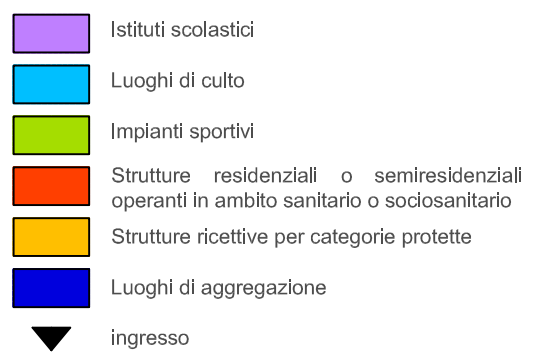 Istituti scolastici
Luoghi di culto
Impianti sportivi
Strutture residenziali o semiresidenziali
operanti in ambito sanitario o sociosanitario
Strutture ricettive per categorie protette
Luoghi di aggregazione
ingresso